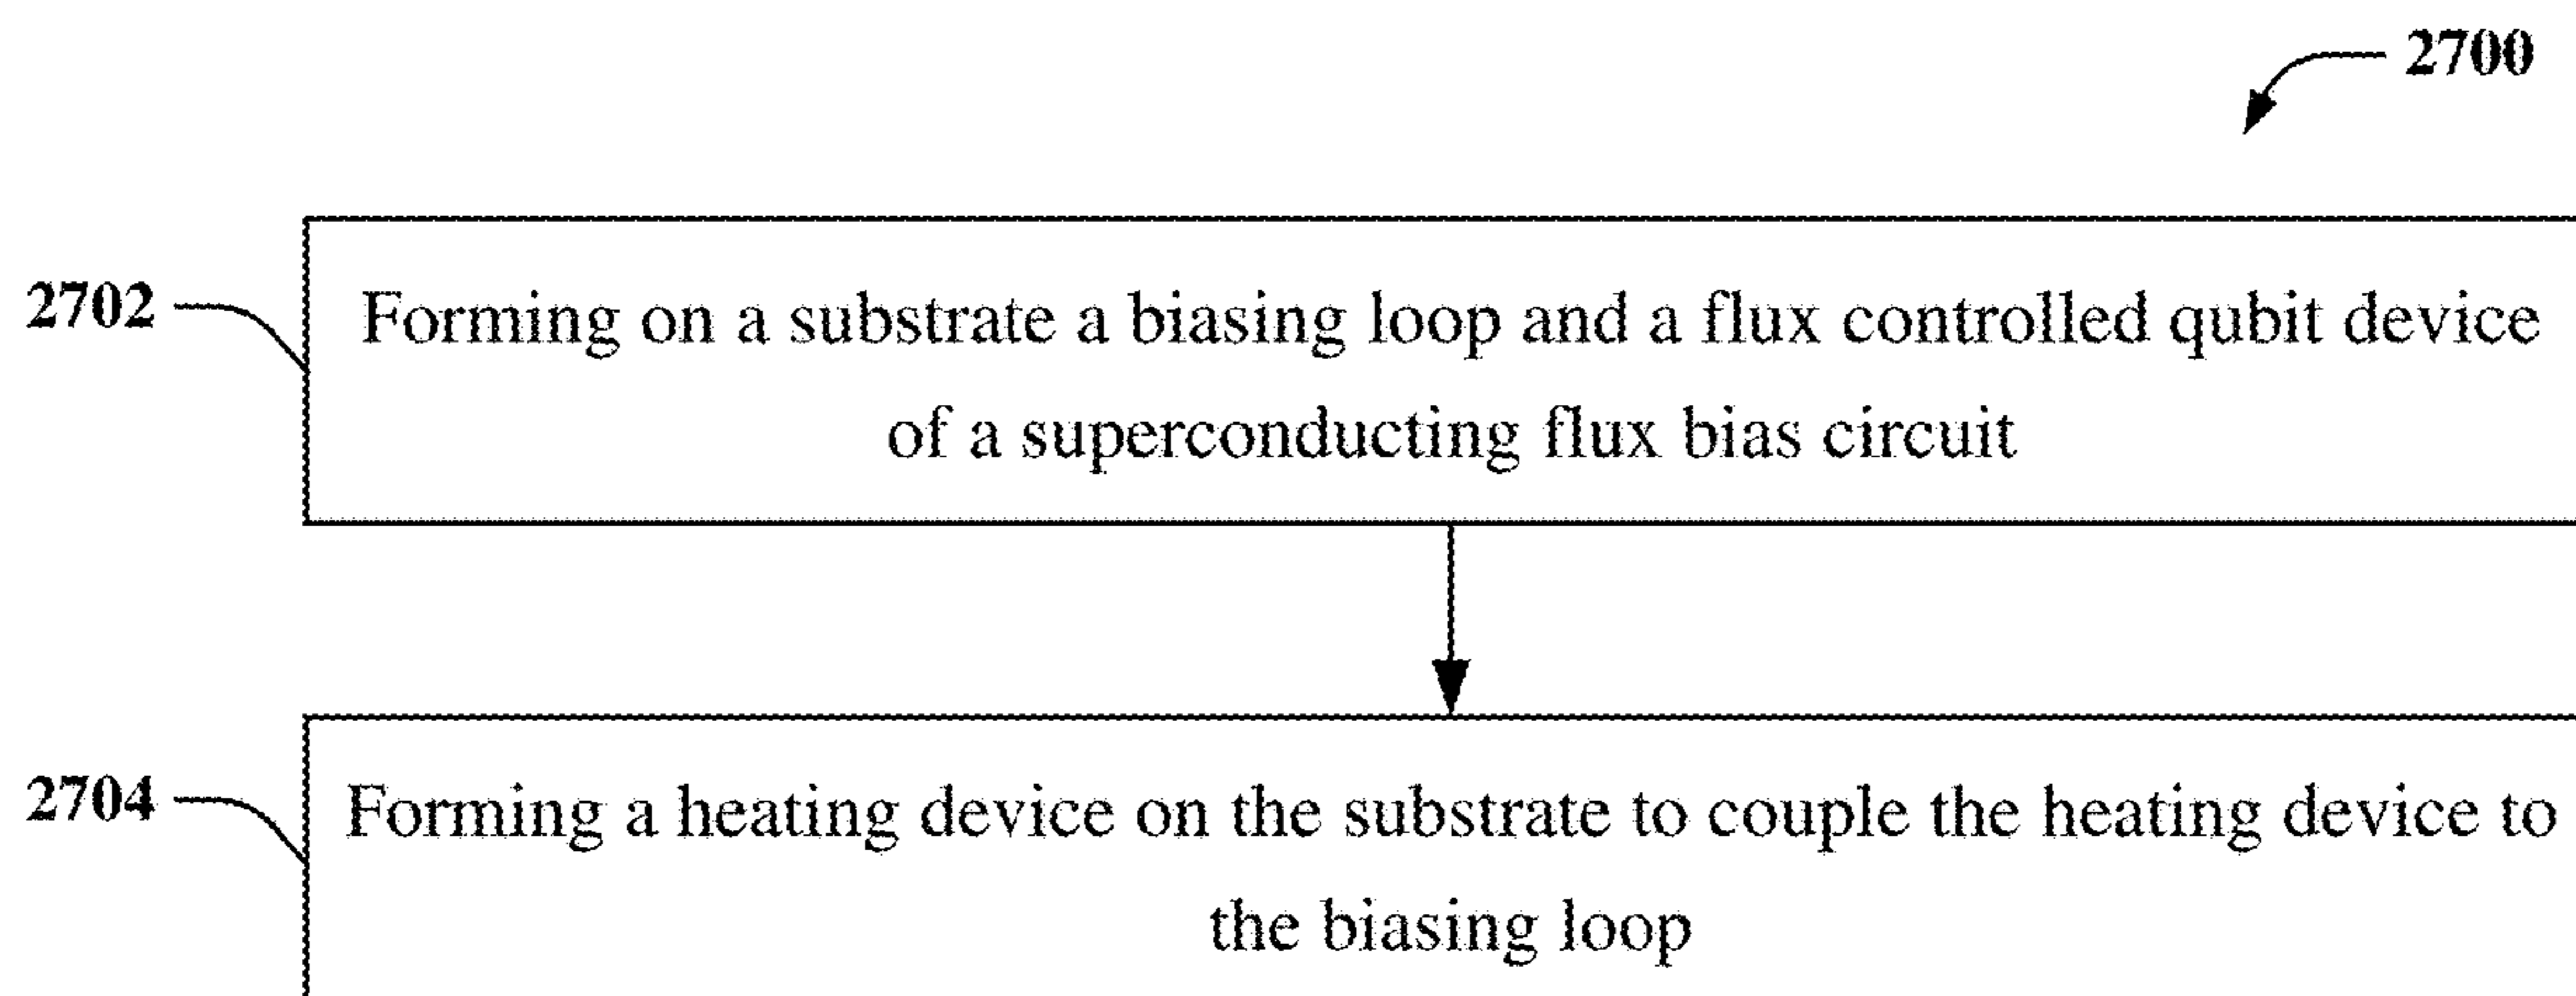 2700
2702
Forming on a substrate a biasing loop and a flux controlled qubit device
of a superconducting flux bias circuit
2704
Forming a heating device on the substrate to couple the heating device to
the biasing loop